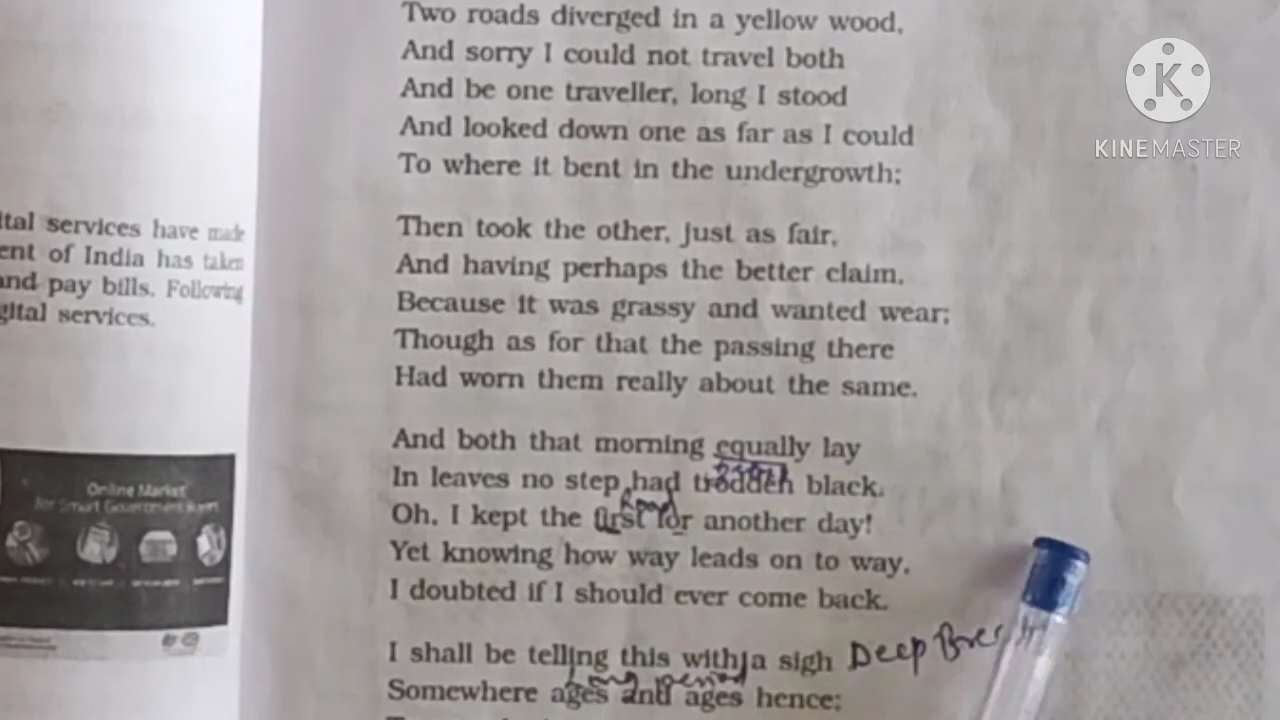 Two roads diverged in a yellow wood,
And sorry I could not travel both
And be one traveller, long I stood
And looked down one as far as I could
To where it bent in the undergrowth;
KINEMASTER
ital services have made
ent of India has taken
and pay bills. Following
gital services.
Then took the other, just as fair,
And having perhaps the better claim,
Because it was grassy and wanted wear;
Though as for that the passing there
Had worn them really about the same.
Online Market
for Smart Government
And both that morning equally lay
In leaves no step had trodden black.
Road
Oh, I kept the first for another day!
Yet knowing how way leads on to way,
I doubted if I should ever come back.
I shall be telling this with a sigh Deep Bre
long period
Somewhere ages and ages hence;